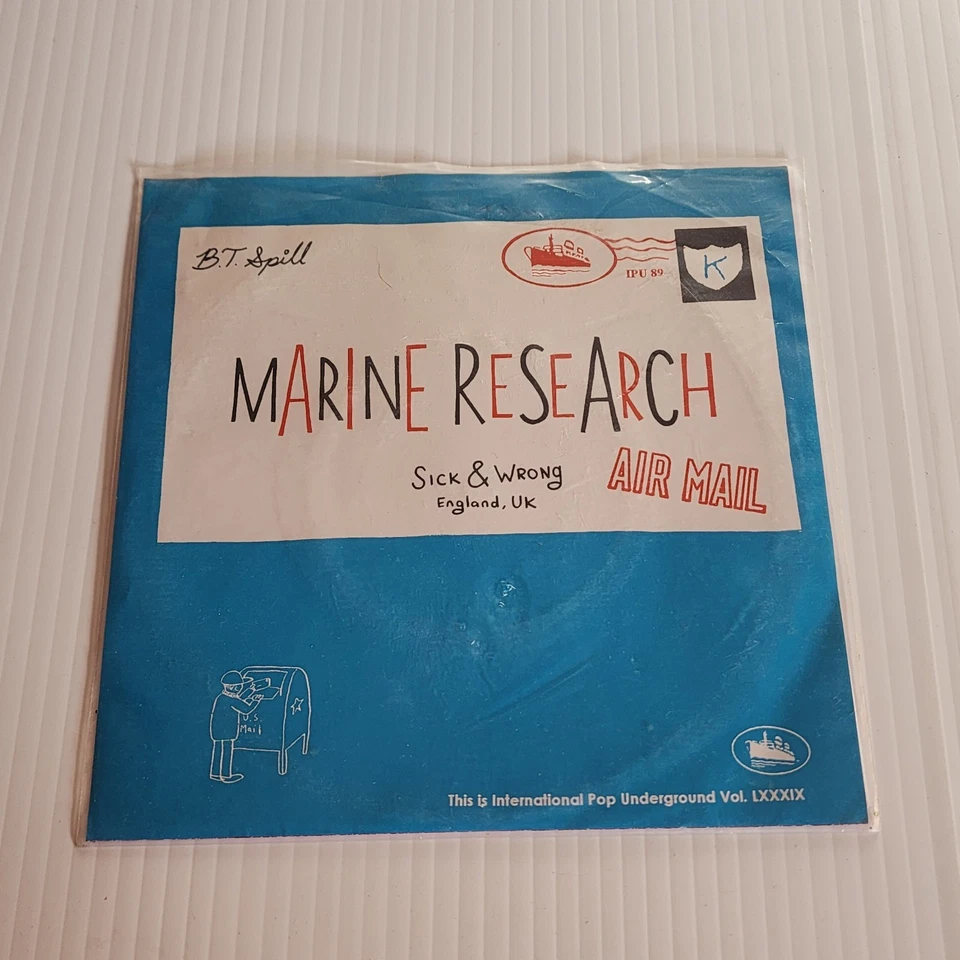 B.T. Spill
IPU 89
K
MARINE RESEARCH
SICK & WRONG
England, UK
AIR MAIL
U.S.
Mail
This is International Pop Underground Vol. LXXXIX